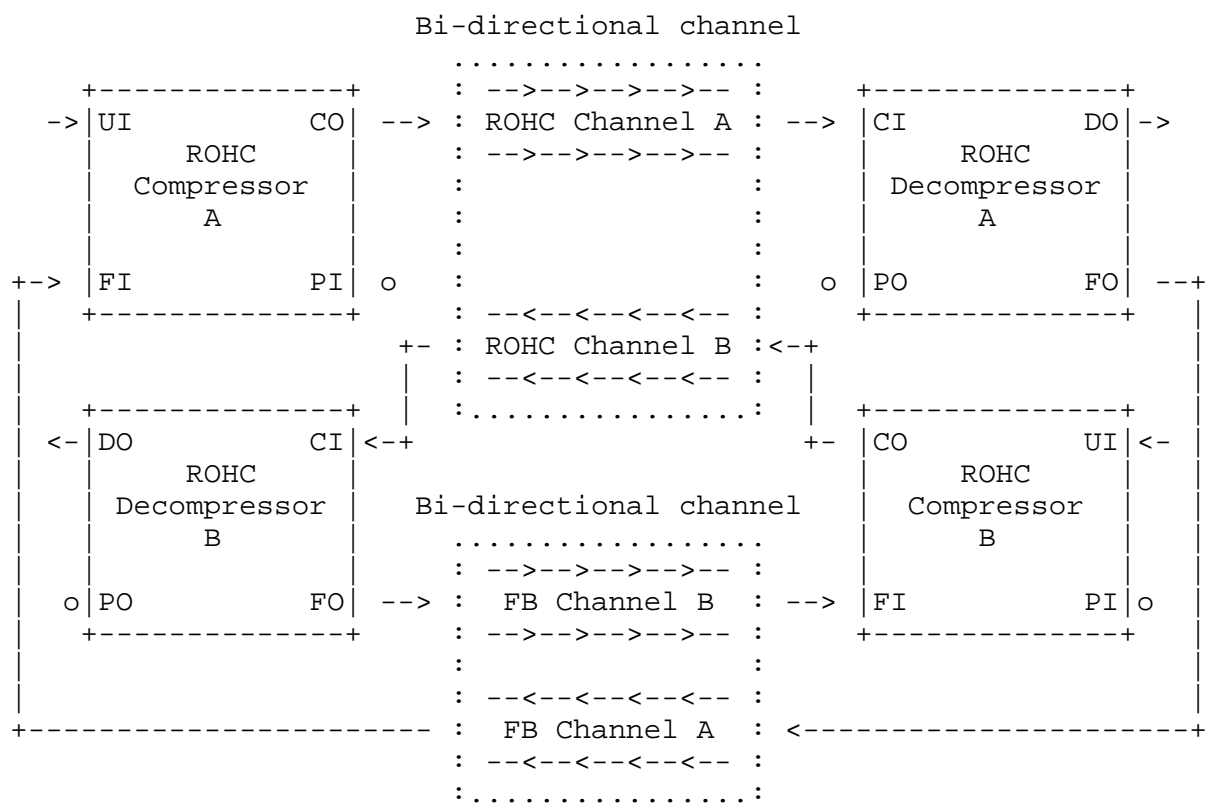 Bi-directional channel
UI CO ROHC Channel A CI DO
ROHC ROHC
Compressor Decompressor
A A
FI PI o o PO FO
ROHC Channel B
DO CI CO UI
ROHC ROHC
Decompressor Bi-directional channel Compressor
B B
o PO FO FB Channel B FI PI o
FB Channel A